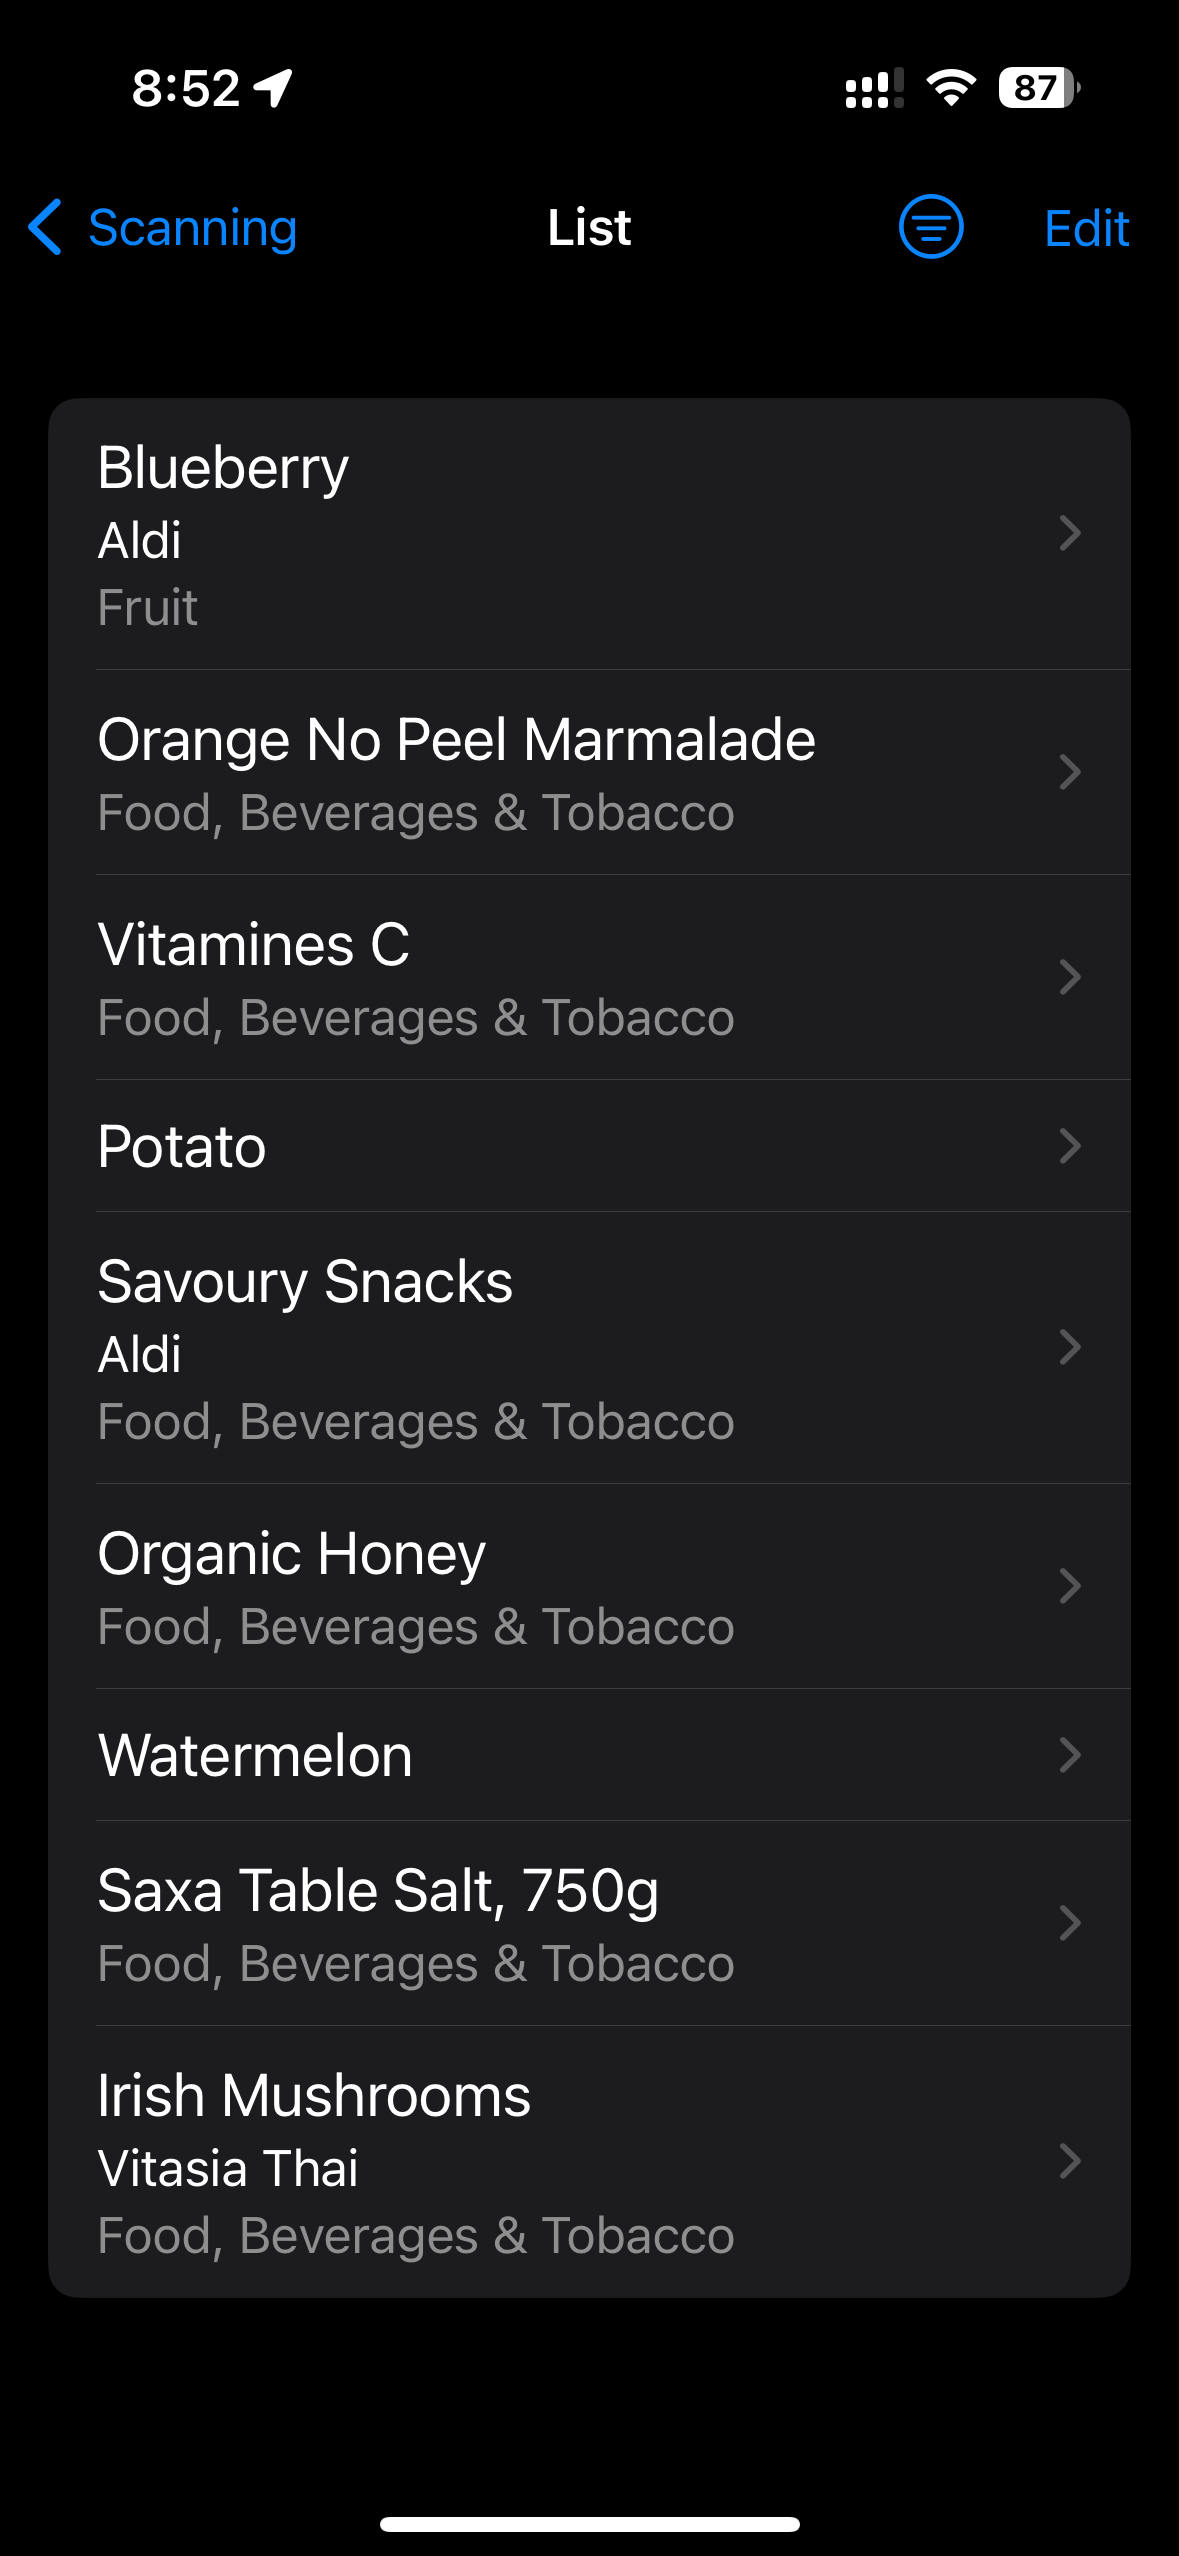 8:52
87
Scanning
List
Edit
Blueberry
Aldi
Fruit
Orange No Peel Marmalade
Food, Beverages & Tobacco
Vitamines C
Food, Beverages & Tobacco
Potato
Savoury Snacks
Aldi
Food, Beverages & Tobacco
Organic Honey
Food, Beverages & Tobacco
Watermelon
Saxa Table Salt, 750g
Food, Beverages & Tobacco
Irish Mushrooms
Vitasia Thai
Food, Beverages & Tobacco